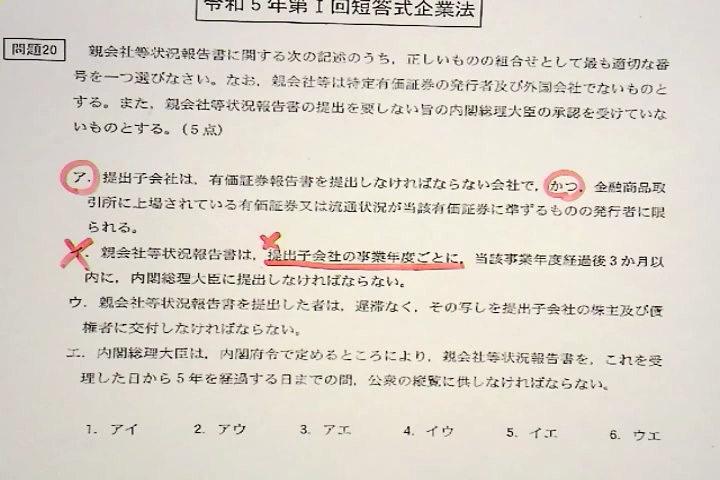 令和5年第Ⅰ回短答式企業法
問題20
親会社等状況報告書に関する次の記述のうち，正しいものの組合せとして最も適切な番
号を一つ選びなさい。なお，親会社等は特定有価証券の発行者及び外国会社でないものと
する。また，親会社等状況報告書の提出を要しない旨の内閣総理大臣の承認を受けていな
いものとする。（5点）
ア．提出子会社は，有価証券報告書を提出しなければならない会社で，かつ，金融商品取
引所に上場されている有価証券又は流通状況が当該有価証券に準ずるものの発行者に限
られる。
イ．親会社等状況報告書は，提出子会社の事業年度ごとに，当該事業年度経過後3か月以
内に，内閣総理大臣に提出しなければならない。
ウ．親会社等状況報告書を提出した者は，遅滞なく，その写しを提出子会社の株主及び債
権者に交付しなければならない。
エ．内閣総理大臣は，内閣府令で定めるところにより，親会社等状況報告書を，これを受
理した日から5年を経過する日までの間，公衆の縦覧に供しなければならない。
1．アイ　2．アウ　3．アエ　4．イウ　5．イエ　6．ウエ